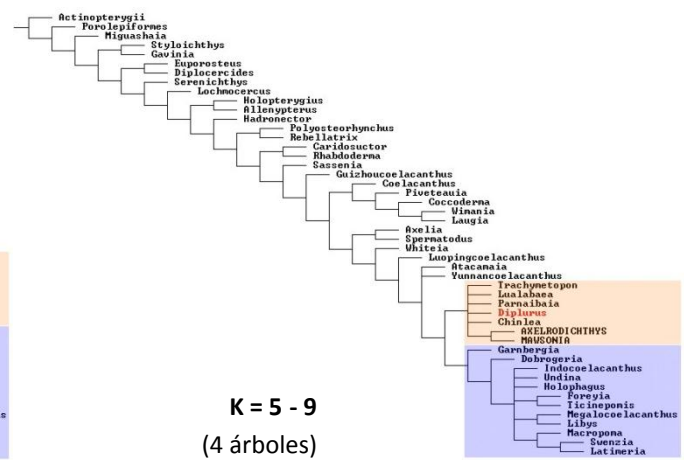 Actinopterygii
Porolepiformes
Miguashaia
Styloichthys
Gavinia
Euporosteus
Diplocercides
Serenichthys
Lochmocercus
Holopterygius
Allenypterus
Hadronector
Polyosteorhynchus
Rebellatrix
Caridosuctor
Rhabdoderma
Sassenia
Guizhoucoelacanthus
Coelacanthus
Piveteauia
Coccoderma
Wimania
Laugia
Axelia
Spermatodus
Whiteia
Luopingcoelacanthus
Atacamaia
Yunnancoelacanthus
Trachymetopon
Lualabaea
Parnaibaia
Diplurus
Chinlea
AXELRODICHTHYS
MAWSONIA
Garnbergia
Dobrogeria
Indocoelacanthus
Undina
Holophagus
Foreyia
Ticinepomis
Megalocoelacanthus
Libys
Macropoma
Swenzia
Latimeria
s
K = 5 - 9
(4 árboles)